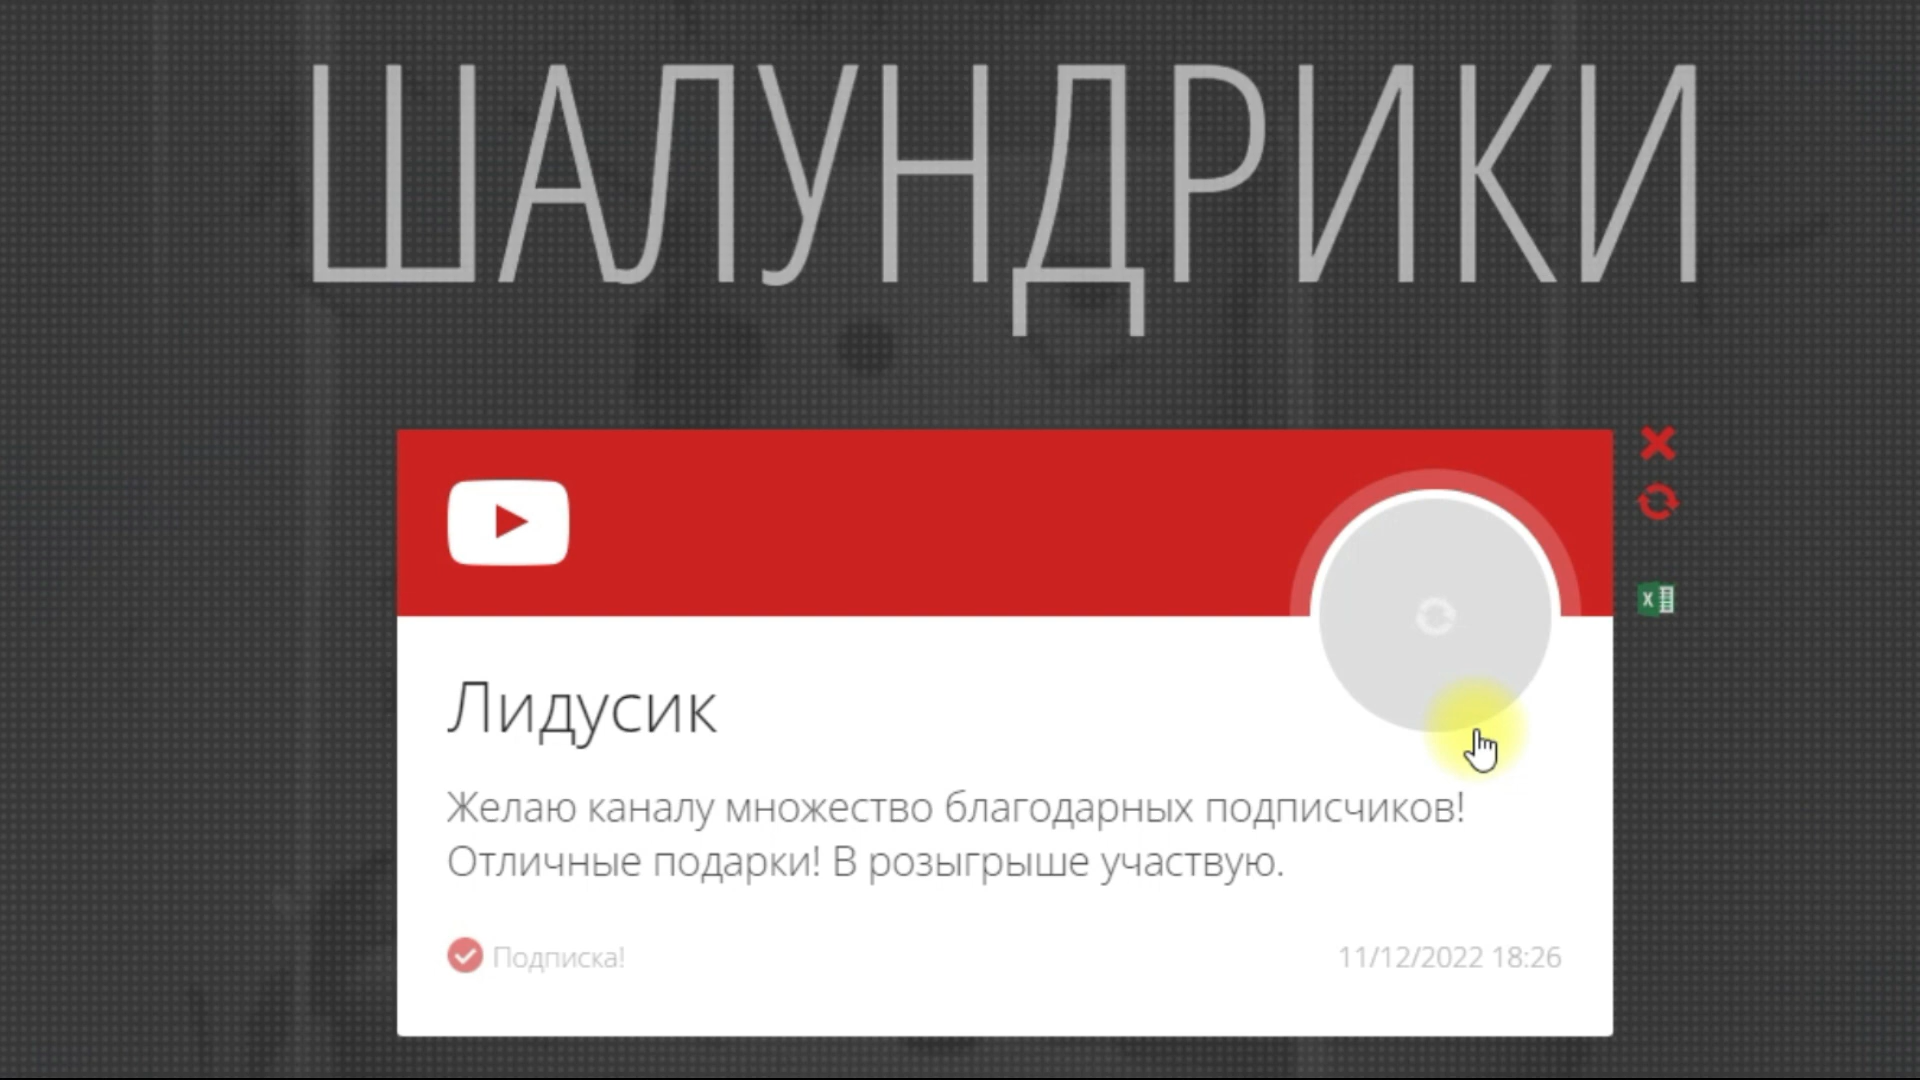 ШАЛУНДРИКИ
Лидусик
Желаю каналу множество благодарных подписчиков!
Отличные подарки! В розыгрыше участвую.
Подписка!
11/12/2022 18:26